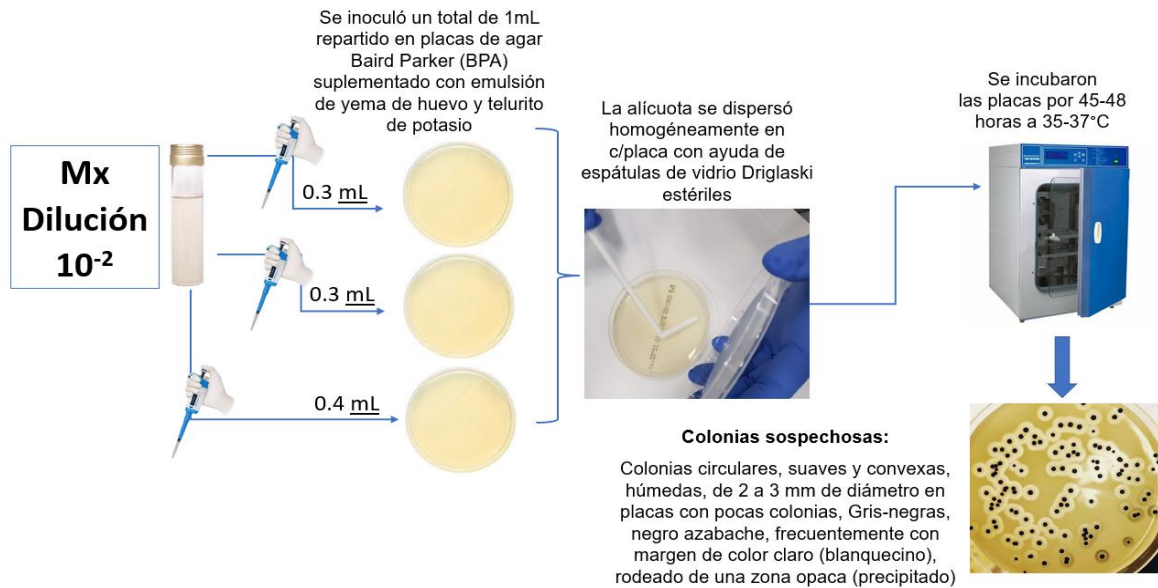 Se inoculó un total de 1mL
repartido en placas de agar
Baird Parker (BPA)
suplementado con emulsión
de yema de huevo y telurito
de potasio
Mx
Dilución
10⁻²
0.3 mL
0.3 mL
0.4 mL
La alícuota se dispersó
homogéneamente en
c/placa con ayuda de
espátulas de vidrio Driglaski
estériles
Se incubaron
las placas por 45-48
horas a 35-37°C
Colonias sospechosas:
Colonias circulares, suaves y convexas,
húmedas, de 2 a 3 mm de diámetro en
placas con pocas colonias, Gris-negras,
negro azabache, frecuentemente con
margen de color claro (blanquecino),
rodeado de una zona opaca (precipitado)